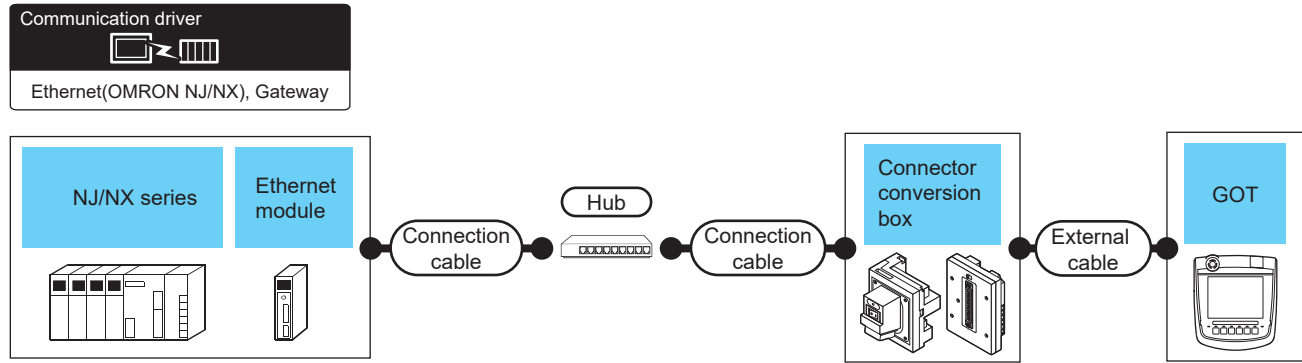 Communication driver
Ethernet(OMRON NJ/NX), Gateway
NJ/NX series
Ethernet
module
Connection
cable
Hub
Connection
cable
Connector
conversion
box
External
cable
GOT